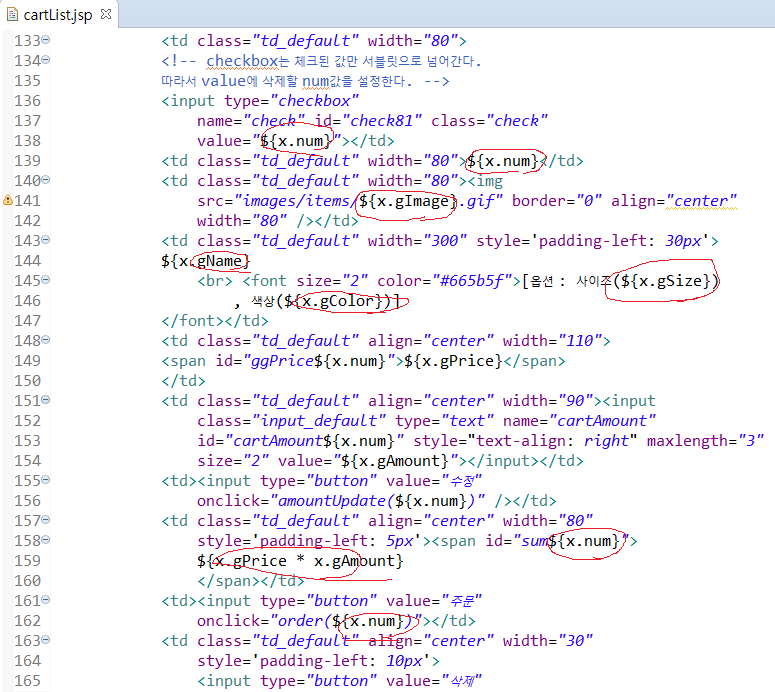 cartList.jsp
133 <td class="td_default" width="80">
134 <!-- checkbox는 체크된 값만 서블릿으로 넘어간다.
135 따라서 value에 삭제할 num값을 설정한다. -->
136 <input type="checkbox"
137 name="check" id="check81" class="check"
138 value="${x.num}"></td>
139 <td class="td_default" width="80">${x.num}</td>
140 <td class="td_default" width="80"><img
141 src="images/items/${x.gImage}.gif" border="0" align="center"
142 width="80" /></td>
143 <td class="td_default" width="300" style='padding-left: 30px'>
144 ${x.gName}
145 <br> <font size="2" color="#665b5f">[옵션 : 사이즈(${x.gSize})
146 , 색상(${x.gColor})]
147 </font></td>
148 <td class="td_default" align="center" width="110">
149 <span id="ggPrice${x.num}">${x.gPrice}</span>
150 </td>
151 <td class="td_default" align="center" width="90"><input
152 class="input_default" type="text" name="cartAmount"
153 id="cartAmount${x.num}" style="text-align: right" maxlength="3"
154 size="2" value="${x.gAmount}"></input></td>
155 <td><input type="button" value="수정"
156 onclick="amountUpdate(${x.num})" /></td>
157 <td class="td_default" align="center" width="80"
158 style='padding-left: 5px'><span id="sum${x.num}">
159 ${x.gPrice * x.gAmount}
160 </span></td>
161 <td><input type="button" value="주문"
162 onclick="order(${x.num})"></td>
163 <td class="td_default" align="center" width="30"
164 style='padding-left: 10px'>
165 <input type="button" value="삭제"